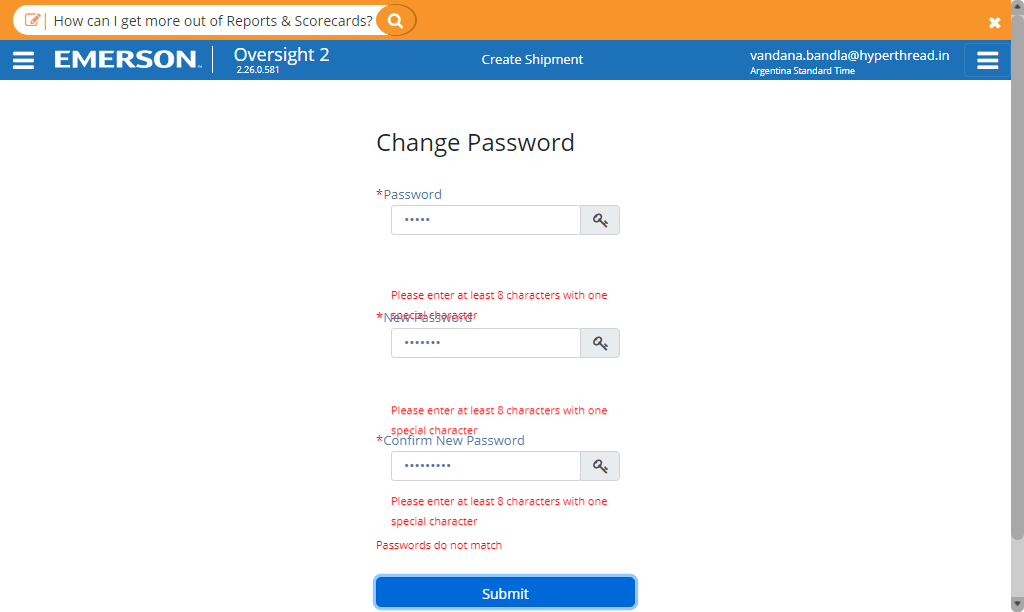 How can I get more out of Reports & Scorecards?
EMERSON™
Oversight 2
2.26.0.581
Create Shipment
vandana.bandla@hyperthread.in
Argentina Standard Time
Change Password
*Password
•••••
Please enter at least 8 characters with one
special character
*New Password
•••••••
Please enter at least 8 characters with one
special character
*Confirm New Password
•••••••••
Please enter at least 8 characters with one
special character
Passwords do not match
Submit